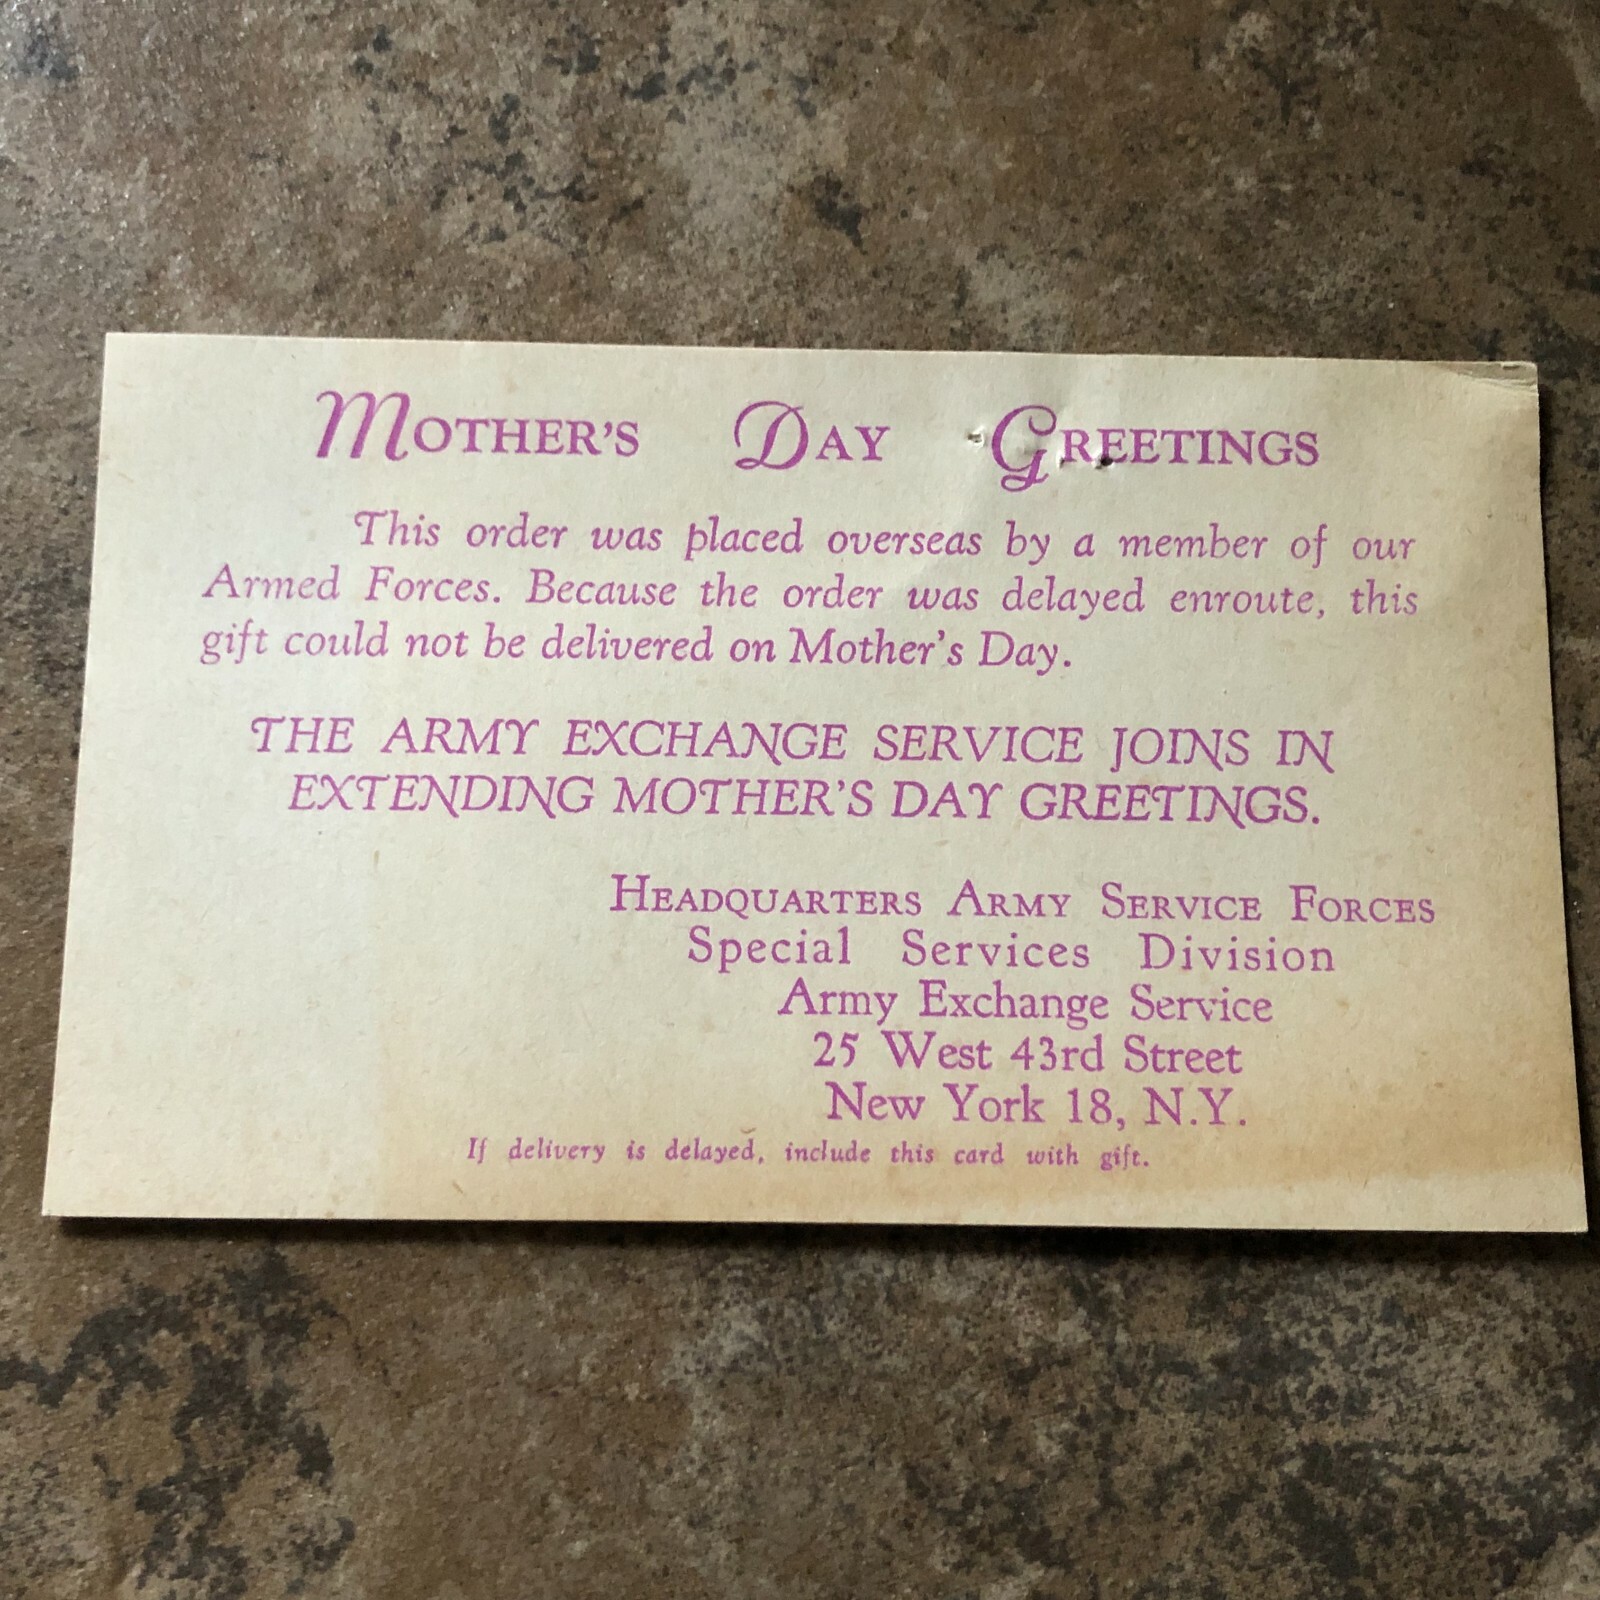 Mother's Day Greetings
This order was placed overseas by a member of our
Armed Forces. Because the order was delayed enroute, this
gift could not be delivered on Mother's Day.
THE ARMY EXCHANGE SERVICE JOINS IN
EXTENDING MOTHER'S DAY GREETINGS.
Headquarters Army Service Forces
Special Services Division
Army Exchange Service
25 West 43rd Street
New York 18, N.Y.
If delivery is delayed, include this card with gift.